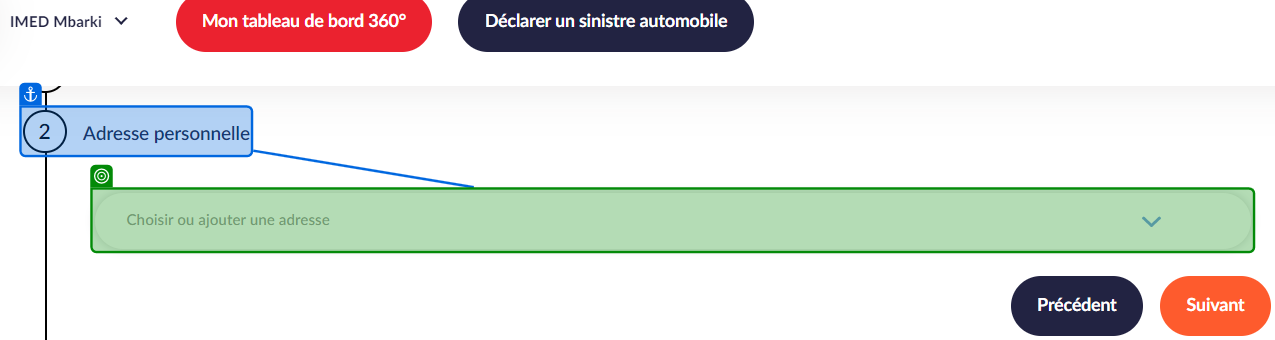 IMED Mbarki
Mon tableau de bord 360°
Déclarer un sinistre automobile
2
Adresse personnelle
Choisir ou ajouter une adresse
Précédent
Suivant